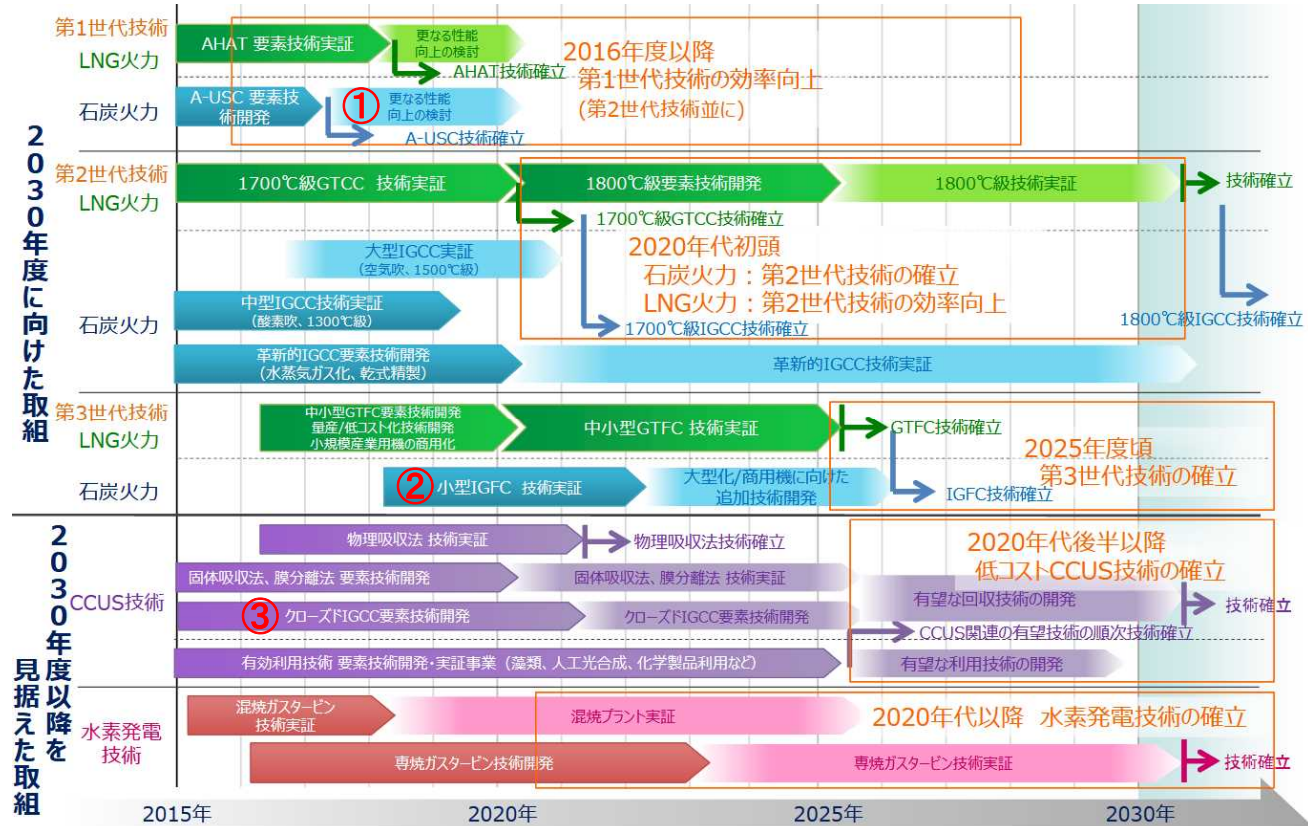 2030年度に向けた取組
第1世代技術
LNG火力
AHAT 要素技術実証
更なる性能
向上の検討
AHAT技術確立
2016年度以降
第1世代技術の効率向上
(第2世代技術並に)
石炭火力
A-USC 要素技
術開発
①
更なる性能
向上の検討
A-USC技術確立
第2世代技術
LNG火力
1700℃級GTCC 技術実証
1800℃級要素技術開発
1800℃級技術実証
技術確立
1700℃級GTCC技術確立
2020年代初頭
石炭火力：第2世代技術の確立
LNG火力：第2世代技術の効率向上
石炭火力
大型IGCC実証
(空気吹、1500℃級)
中型IGCC技術実証
(酸素吹、1300℃級)
1700℃級IGCC技術確立
1800℃級IGCC技術確立
革新的IGCC要素技術開発
(水蒸気ガス化、乾式精製)
革新的IGCC技術実証
第3世代技術
LNG火力
中小型GTFC要素技術開発
量産/低コスト化技術開発
小規模産業用機の商用化
中小型GTFC 技術実証
GTFC技術確立
2025年度頃
第3世代技術の確立
石炭火力
②
小型IGFC 技術実証
大型化/商用機に向けた
追加技術開発
IGFC技術確立
2030年度以降を
見据えた取組
CCUS技術
物理吸収法 技術実証
物理吸収法技術確立
2020年代後半以降
低コストCCUS技術の確立
固体吸収法、膜分離法 要素技術開発
固体吸収法、膜分離法 技術実証
有望な回収技術の開発
技術確立
③
クローズドIGCC要素技術開発
クローズドIGCC要素技術開発
CCUS関連の有望技術の順次技術確立
有効利用技術 要素技術開発・実証事業（藻類、人工光合成、化学製品利用など）
有望な利用技術の開発
水素発電
技術
混焼ガスタービン
技術実証
混焼プラント実証
2020年代以降 水素発電技術の確立
専焼ガスタービン技術開発
専焼ガスタービン技術実証
技術確立
2015年
2020年
2025年
2030年